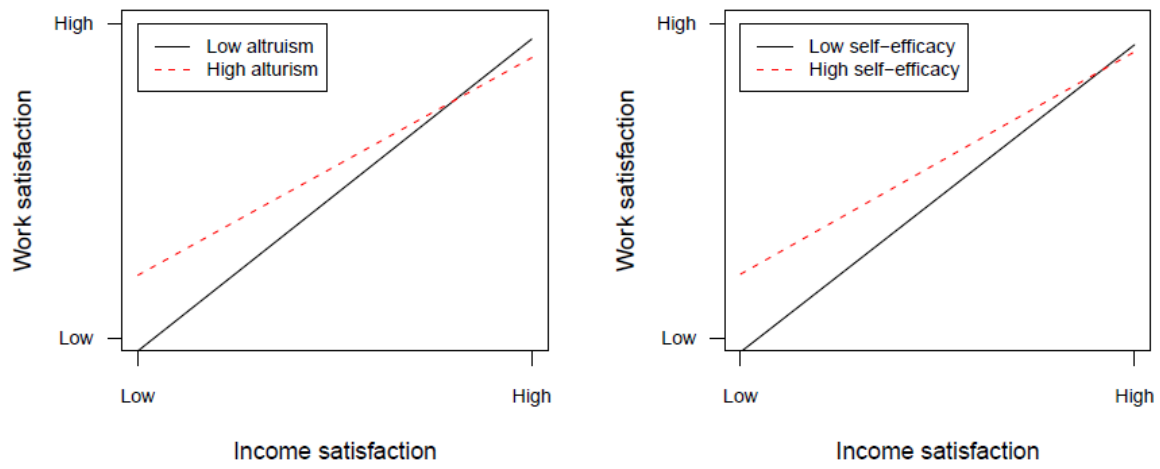 High
Low altruism
High alturism
Work satisfaction
Low
Low
High
Income satisfaction
High
Low self−efficacy
High self−efficacy
Work satisfaction
Low
Low
High
Income satisfaction